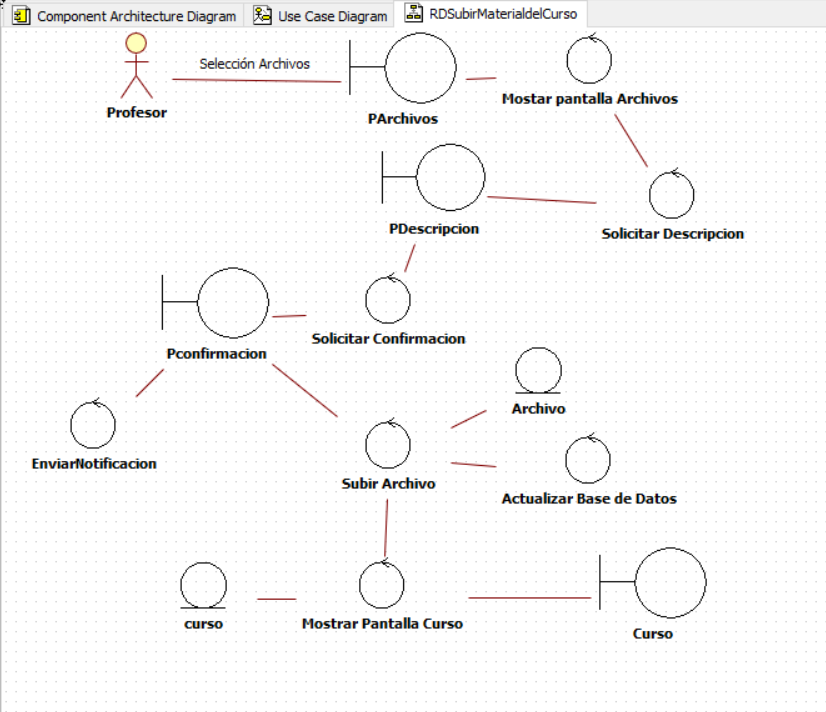 Component Architecture Diagram
Use Case Diagram
RDSubirMaterialdelCurso
Selección Archivos
Profesor
PArchivos
Mostar pantalla Archivos
PDescripcion
Solicitar Descripcion
Pconfirmacion
Solicitar Confirmacion
Archivo
EnviarNotificacion
Subir Archivo
Actualizar Base de Datos
curso
Mostrar Pantalla Curso
Curso